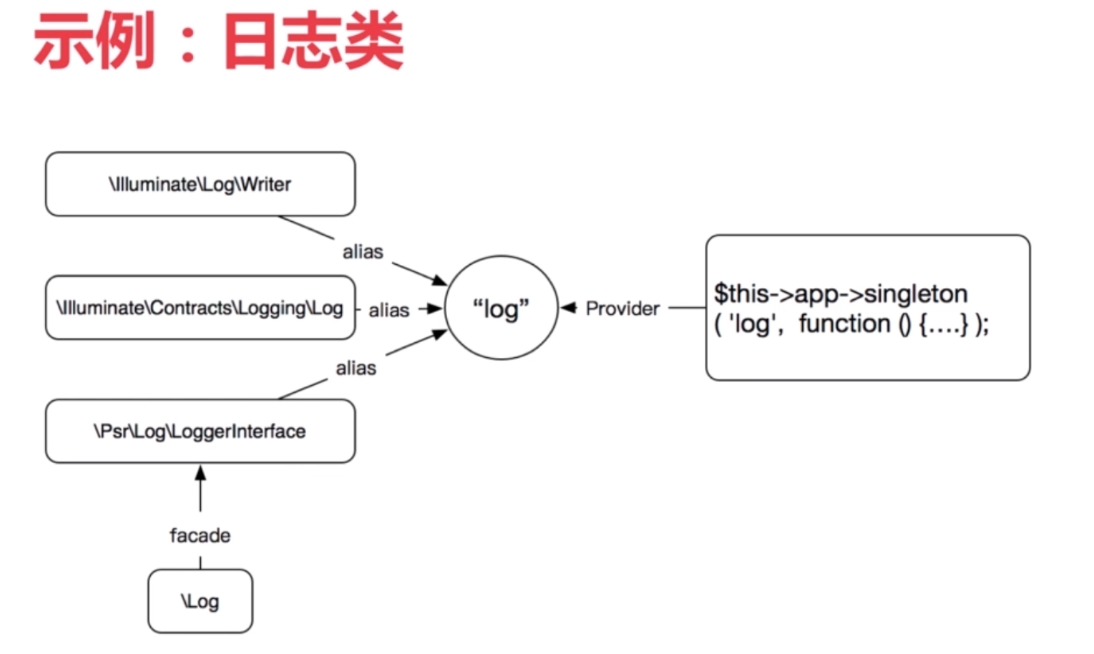 示例：日志类
\Illuminate\Log\Writer
alias
\Illuminate\Contracts\Logging\Log
alias
“log”
Provider
$this->app->singleton
( 'log',  function () {....} );
alias
\Psr\Log\LoggerInterface
facade
\Log